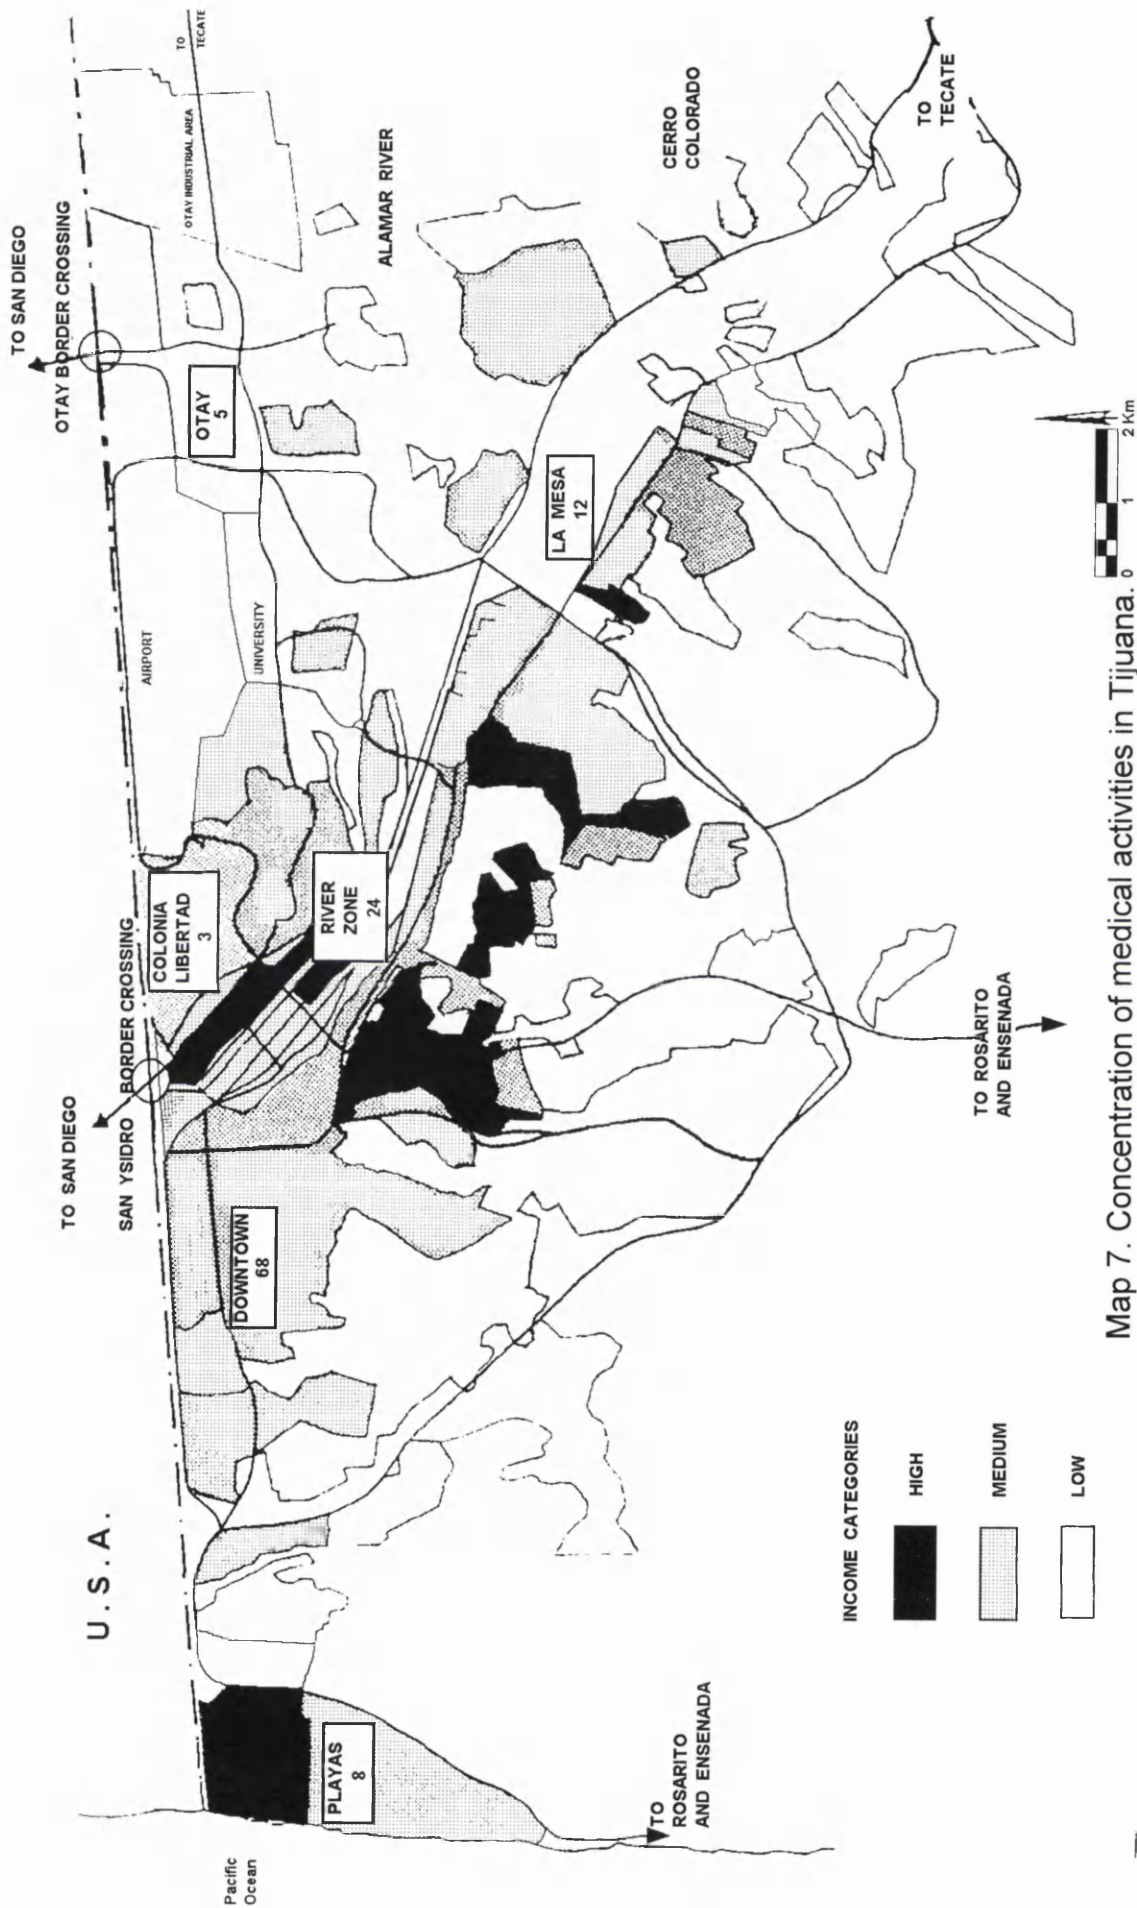 TO SAN DIEGO
OTAY BORDER CROSSING
TO
TECATE
OTAY INDUSTRIAL AREA
OTAY
5
ALAMAR RIVER
CERRO
COLORADO
TO
TECATE
AIRPORT
UNIVERSITY
LA MESA
12
TO SAN DIEGO
SAN YSIDRO BORDER CROSSING
COLONIA
LIBERTAD
3
RIVER
ZONE
24
DOWNTOWN
68
U.S.A.
Pacific
Ocean
PLAYAS
8
TO
ROSARITO
AND ENSENADA
TO ROSARITO
AND ENSENADA
INCOME CATEGORIES
HIGH
MEDIUM
LOW
0 1 2 Km
Map 7. Concentration of medical activities in Tijuana.